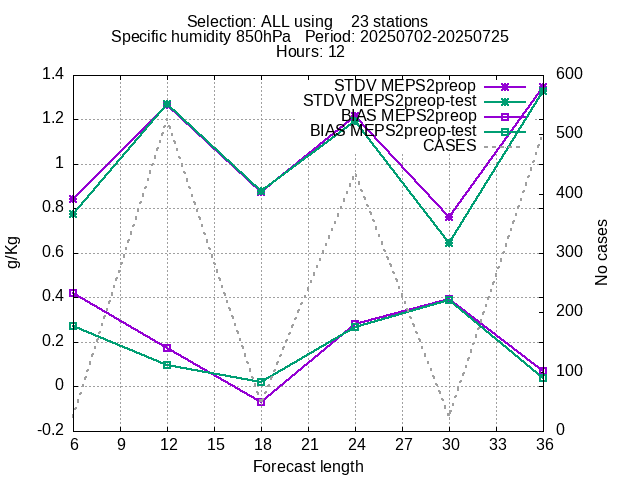 Selection: ALL using    23 stations
Specific humidity 850hPa   Period: 20250702-20250725
Hours: 12
STDV MEPS2preop
STDV MEPS2preop-test
BIAS MEPS2preop
BIAS MEPS2preop-test
CASES
1.4
1.2
1
0.8
0.6
0.4
0.2
0
-0.2
g/Kg
600
500
400
300
200
100
0
No cases
6 9 12 15 18 21 24 27 30 33 36
Forecast length